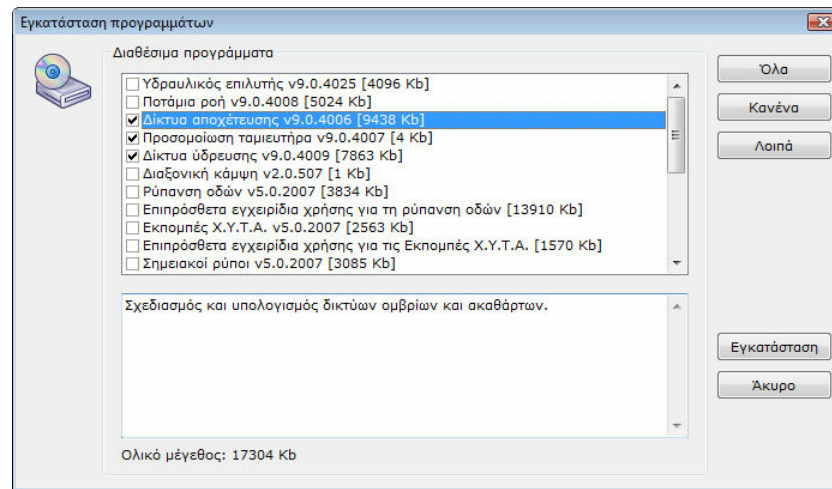 Εγκατάσταση προγραμμάτων
Διαθέσιμα προγράμματα
Υδραυλικός επιλυτής v9.0.4025 [4096 Kb]
Ποτάμια ροή v9.0.4008 [5024 Kb]
Δίκτυα αποχέτευσης v9.0.4006 [9438 Kb]
Προσομοίωση ταμιευτήρα v9.0.4007 [4 Kb]
Δίκτυα ύδρευσης v9.0.4009 [7863 Kb]
Διαξονική κάμψη v2.0.507 [1 Kb]
Ρύπανση οδών v5.0.2007 [3834 Kb]
Επιπρόσθετα εγχειρίδια χρήσης για τη ρύπανση οδών [13910 Kb]
Εκπομπές Χ.Υ.Τ.Α. v5.0.2007 [2563 Kb]
Επιπρόσθετα εγχειρίδια χρήσης για τις Εκπομπές Χ.Υ.Τ.Α. [1570 Kb]
Σημειακοί ρύποι v5.0.2007 [3085 Kb]
Σχεδιασμός και υπολογισμός δικτύων ομβρίων και ακαθάρτων.
Ολικό μέγεθος: 17304 Kb
Όλα
Κανένα
Λοιπά
Εγκατάσταση
Άκυρο